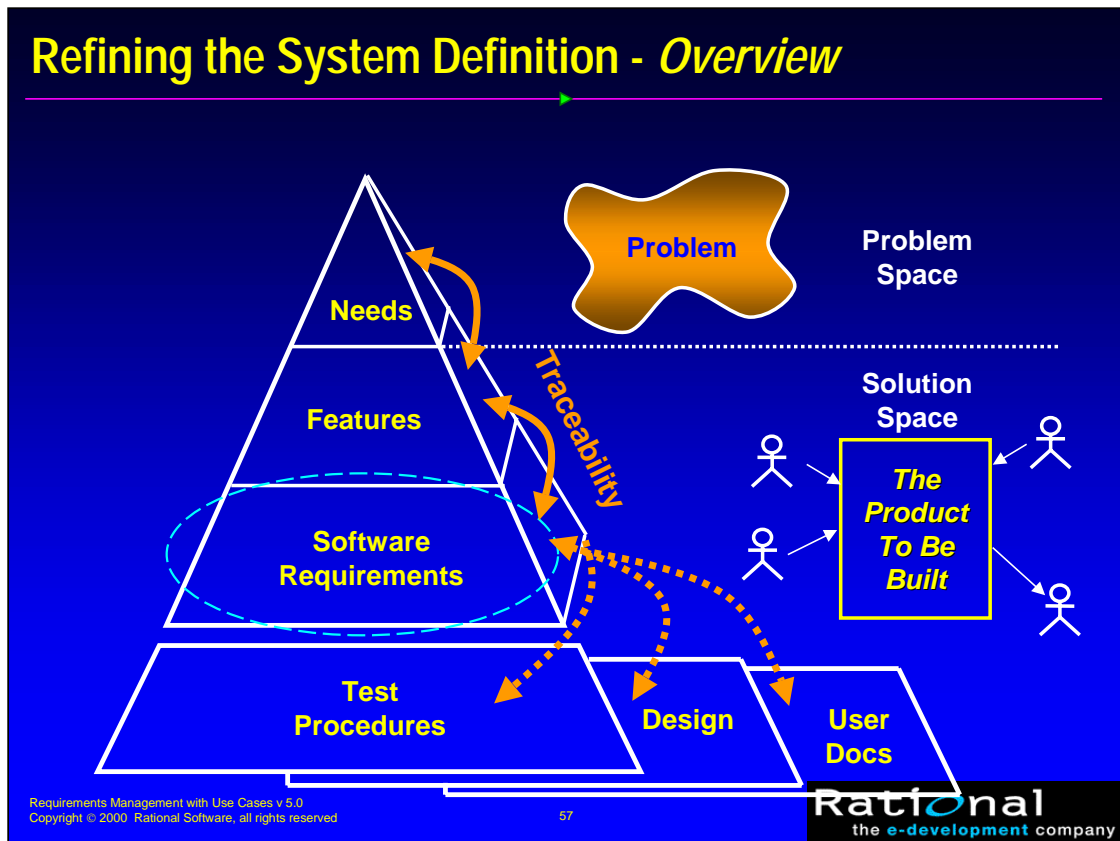 Refining the System Definition - Overview
Problem
Problem
Space
Needs
Traceability
Solution
Space
Features
The
Product
To Be
Built
Software
Requirements
Test
Procedures
Design
User
Docs
Requirements Management with Use Cases v 5.0
Copyright © 2000 Rational Software, all rights reserved
57
Rational
the e-development company